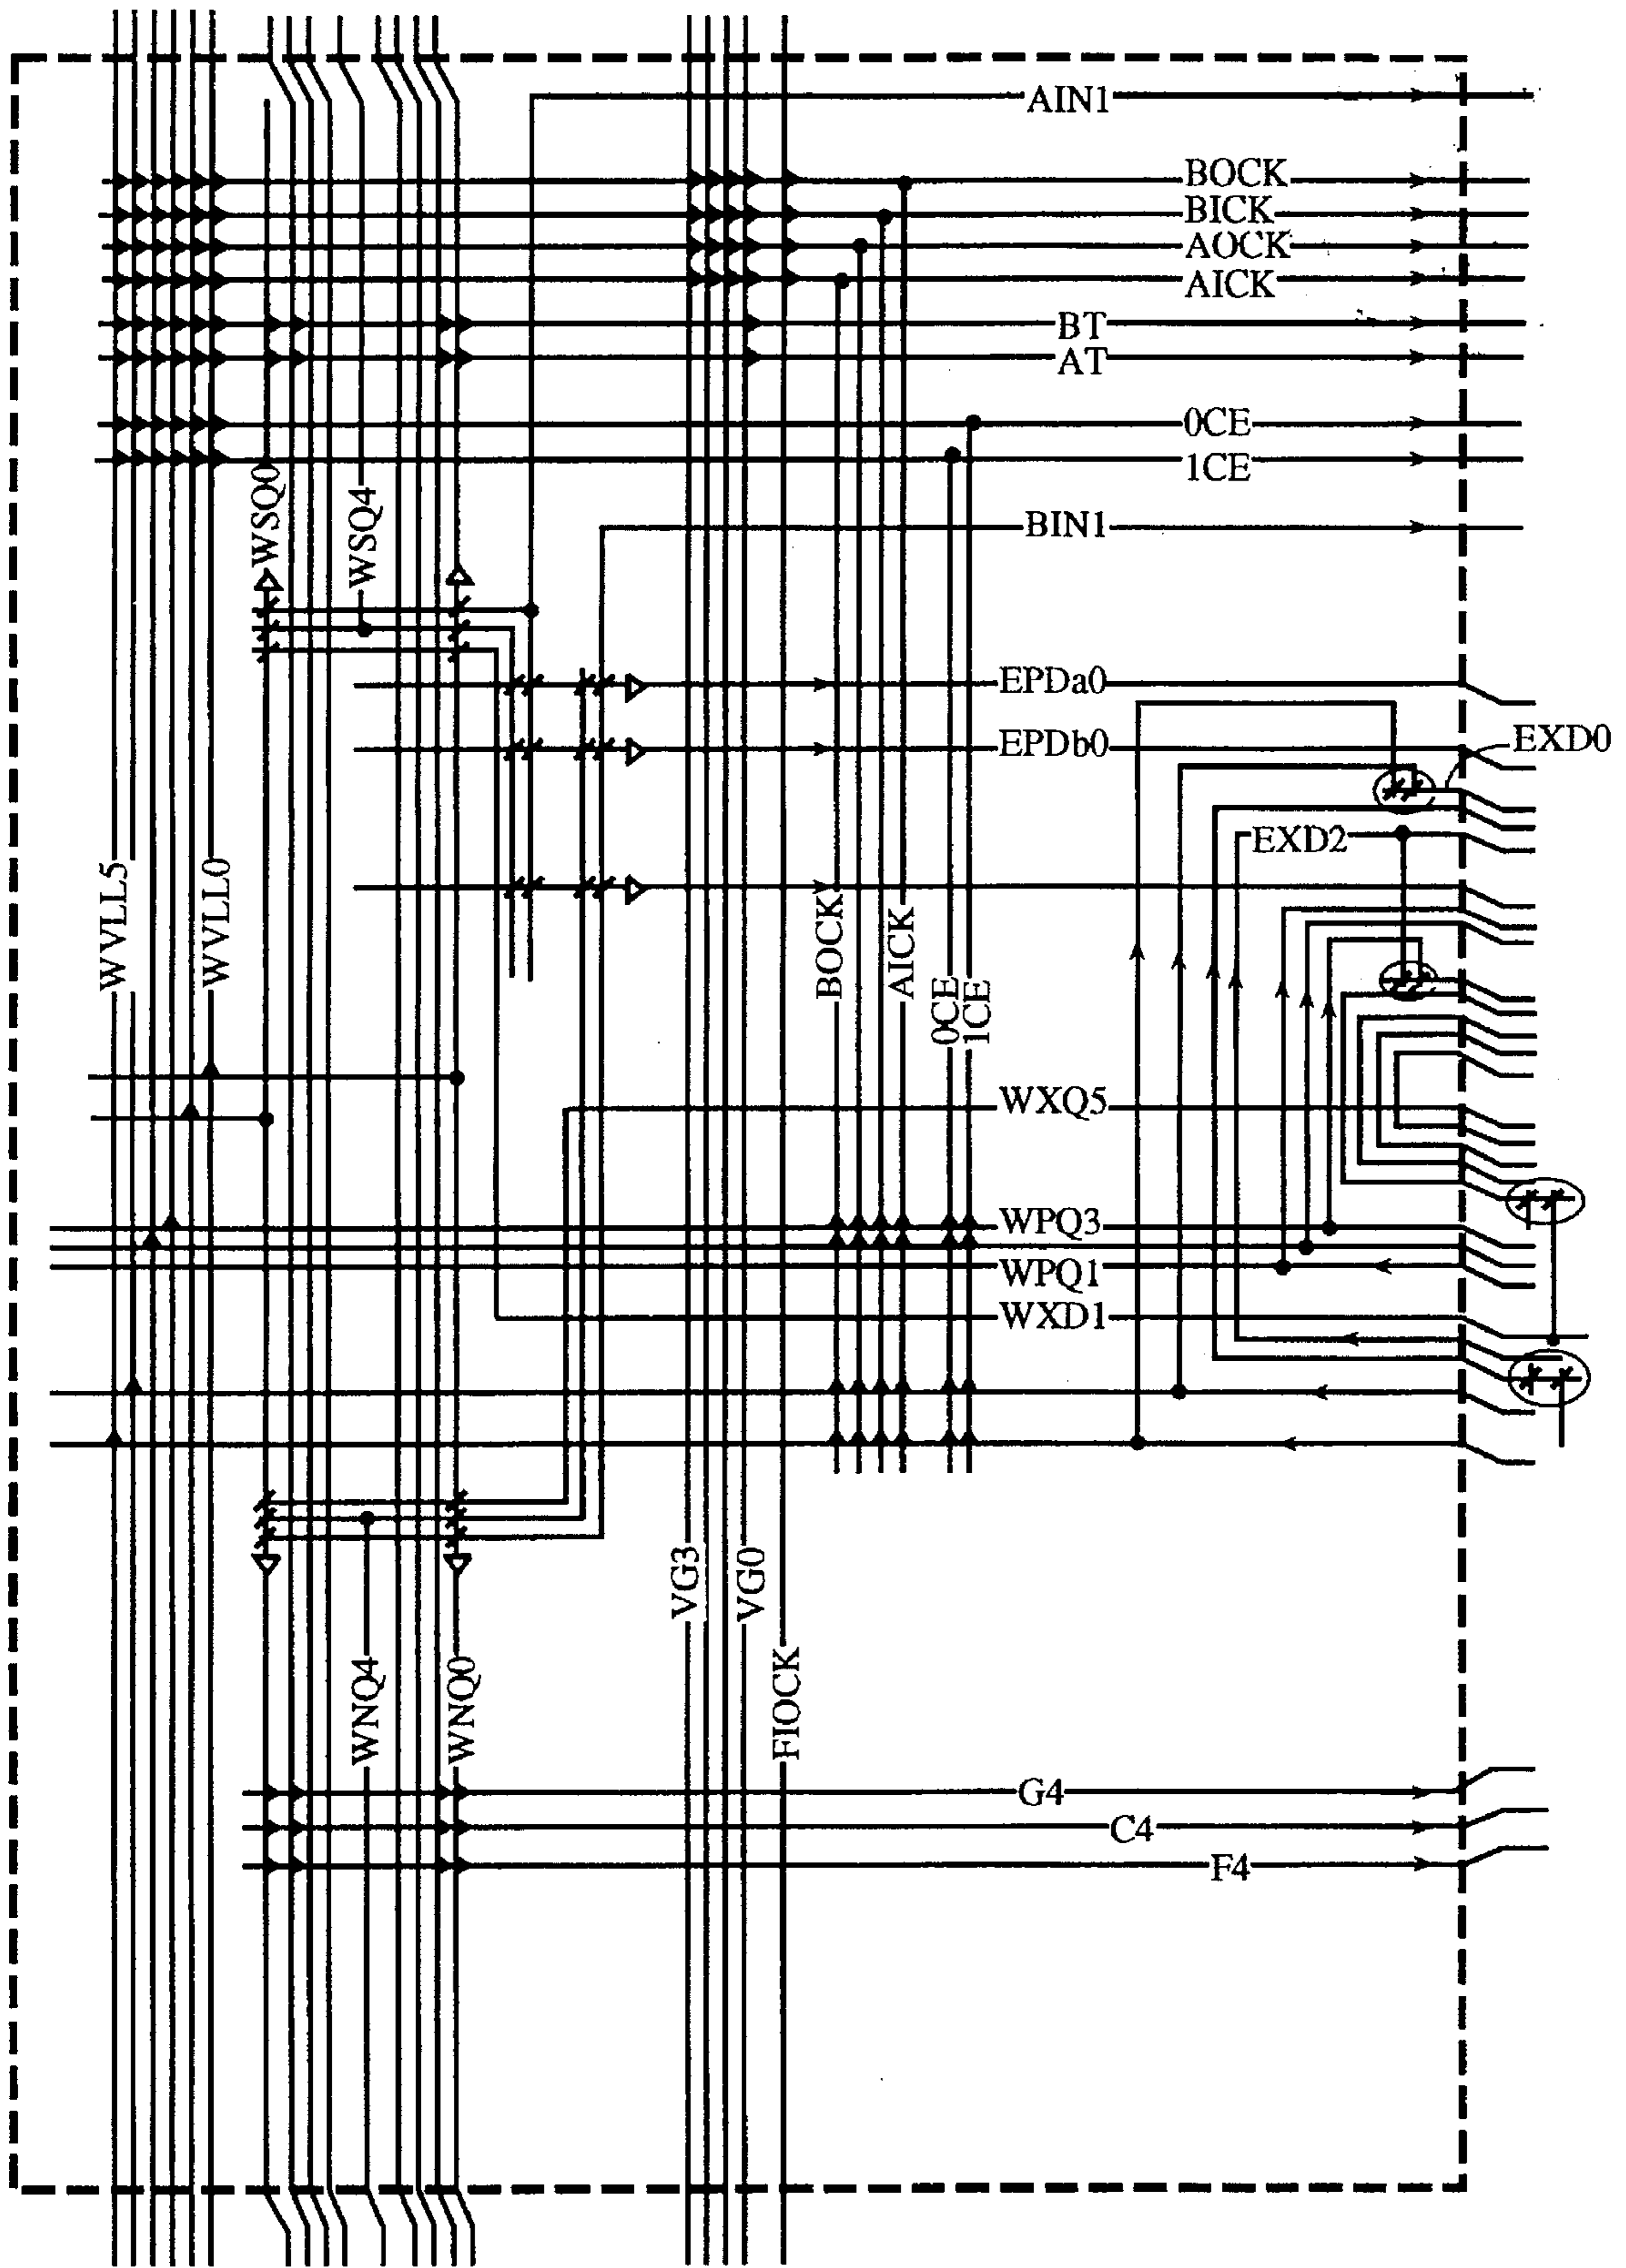 AIN1
BOCK
BICK
AOCK
AICK
BT
AT
0CE
1CE
WSQ0
WSQ4
BIN1
EPDa0
EPDb0
EXD0
EXD2
WVLL5
WVLL0
BOCK
AICK
0CE
1CE
WXQ5
WPQ3
WPQ1
WXD1
VG3
VG0
FIOCK
WNQ4
WNQ0
G4
C4
F4